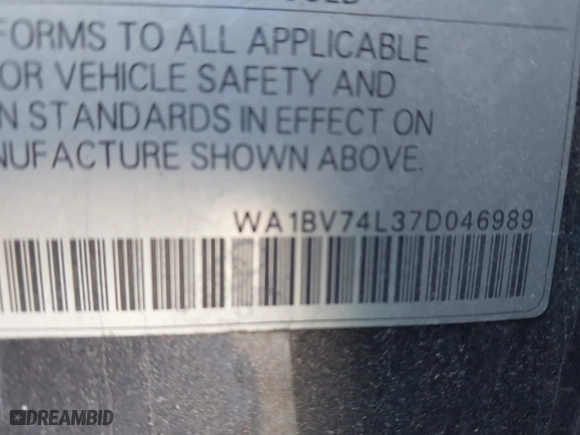 FORMS TO ALL APPLICABLE
OR VEHICLE SAFETY AND
N STANDARDS IN EFFECT ON
NUFACTURE SHOWN ABOVE.
WA1BV74L37D046989
DREAMBID